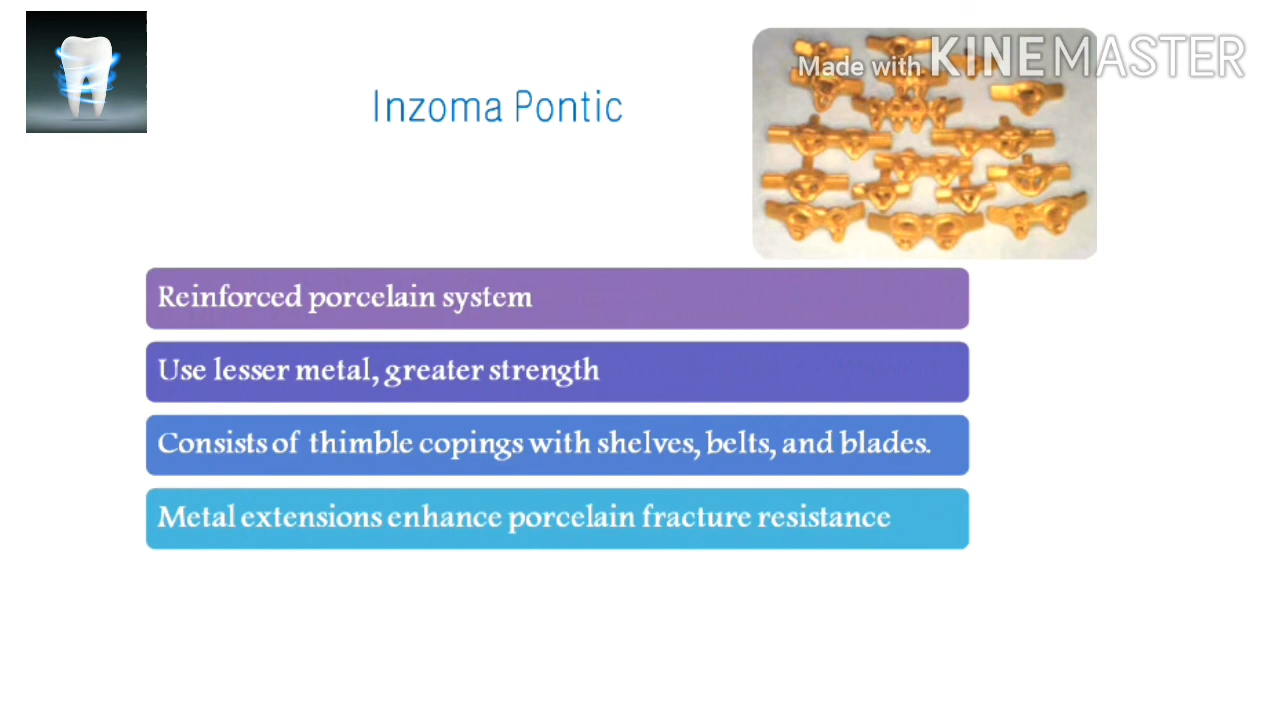 Made with KINEMASTER
Inzoma Pontic
Reinforced porcelain system
Use lesser metal, greater strength
Consists of thimble copings with shelves, belts, and blades.
Metal extensions enhance porcelain fracture resistance